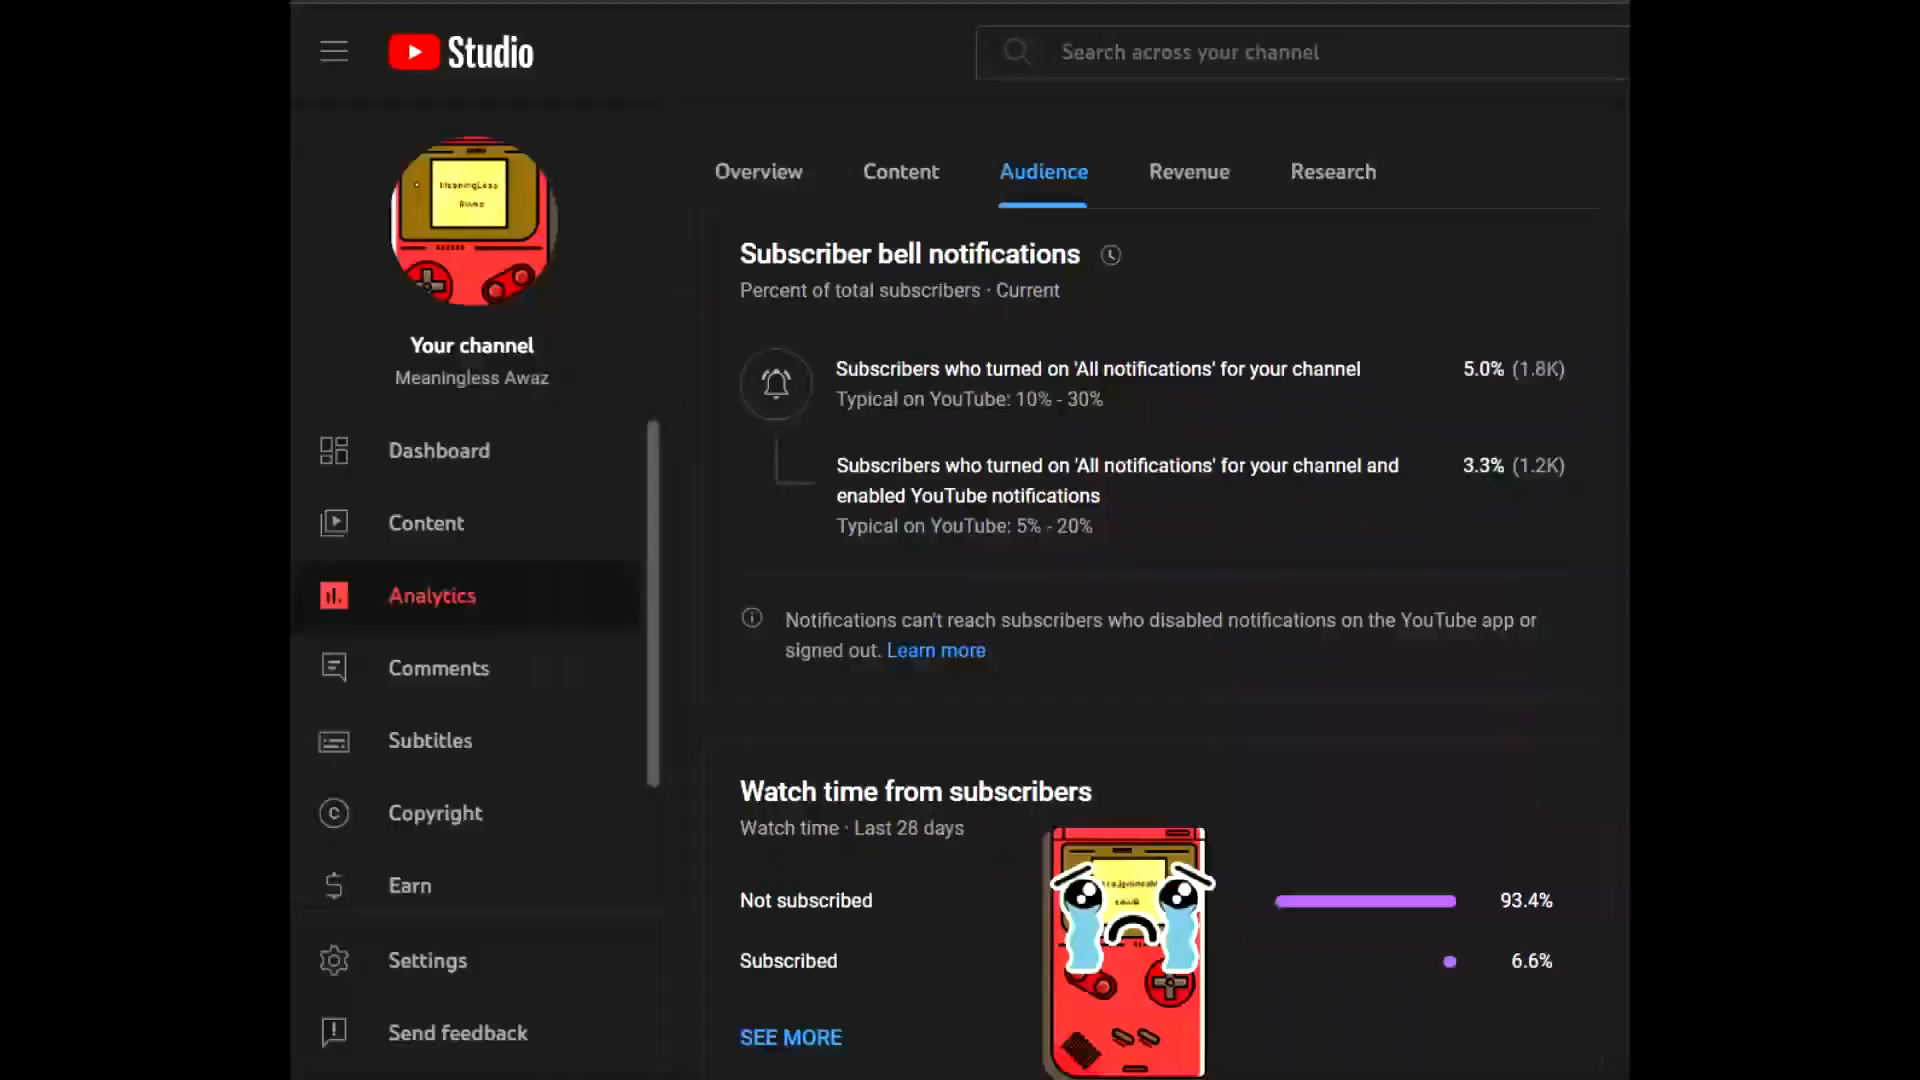 Studio
Search across your channel
MeaningLess
Awaz
Your channel
Meaningless Awaz
Dashboard
Content
Analytics
Comments
Subtitles
Copyright
Earn
Settings
Send feedback
Overview
Content
Audience
Revenue
Research
Subscriber bell notifications
Percent of total subscribers · Current
Subscribers who turned on 'All notifications' for your channel
5.0% (1.8K)
Typical on YouTube: 10% - 30%
Subscribers who turned on 'All notifications' for your channel and
3.3% (1.2K)
enabled YouTube notifications
Typical on YouTube: 5% - 20%
Notifications can't reach subscribers who disabled notifications on the YouTube app or
signed out. Learn more
Watch time from subscribers
Watch time · Last 28 days
Not subscribed
93.4%
Subscribed
6.6%
SEE MORE